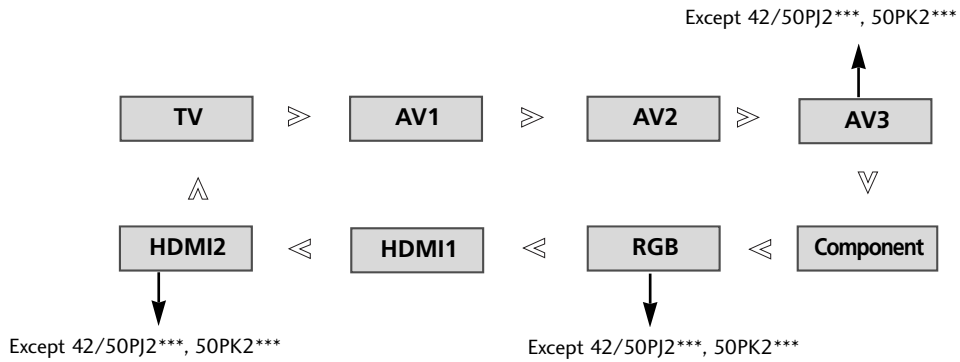 Except 42/50PJ2***, 50PK2***
TV
AV1
AV2
AV3
HDMI2
HDMI1
RGB
Component
Except 42/50PJ2***, 50PK2***
Except 42/50PJ2***, 50PK2***